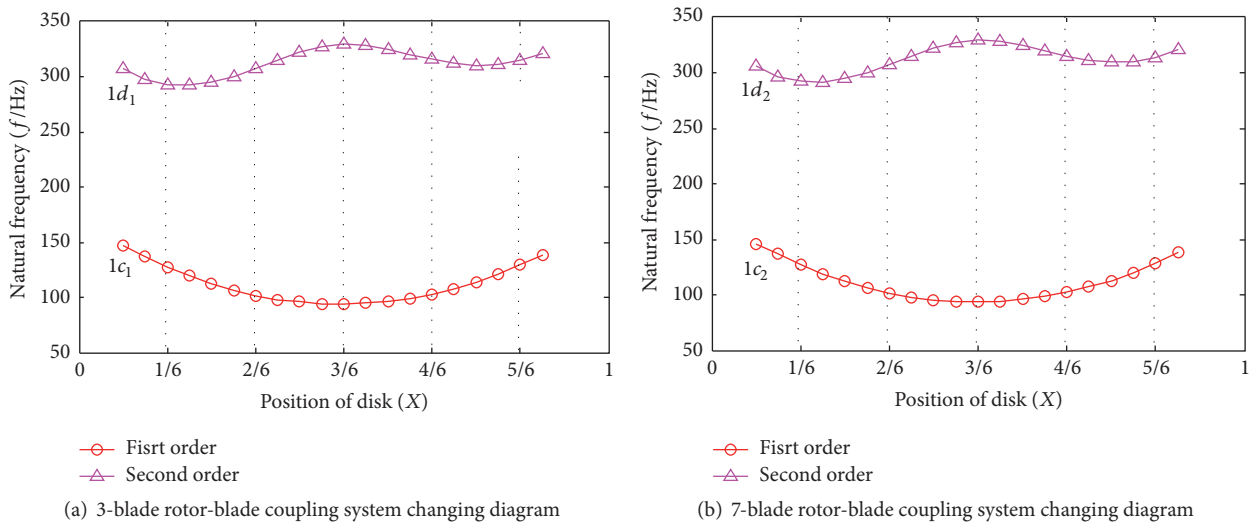 350
300
250
200
150
100
50
Natural frequency (f/Hz)
1d1
1c1
0
1/6
2/6
3/6
4/6
5/6
1
Position of disk (X)
Fisrt order
Second order
(a) 3-blade rotor-blade coupling system changing diagram
350
300
250
200
150
100
50
Natural frequency (f/Hz)
1d2
1c2
0
1/6
2/6
3/6
4/6
5/6
1
Position of disk (X)
Fisrt order
Second order
(b) 7-blade rotor-blade coupling system changing diagram